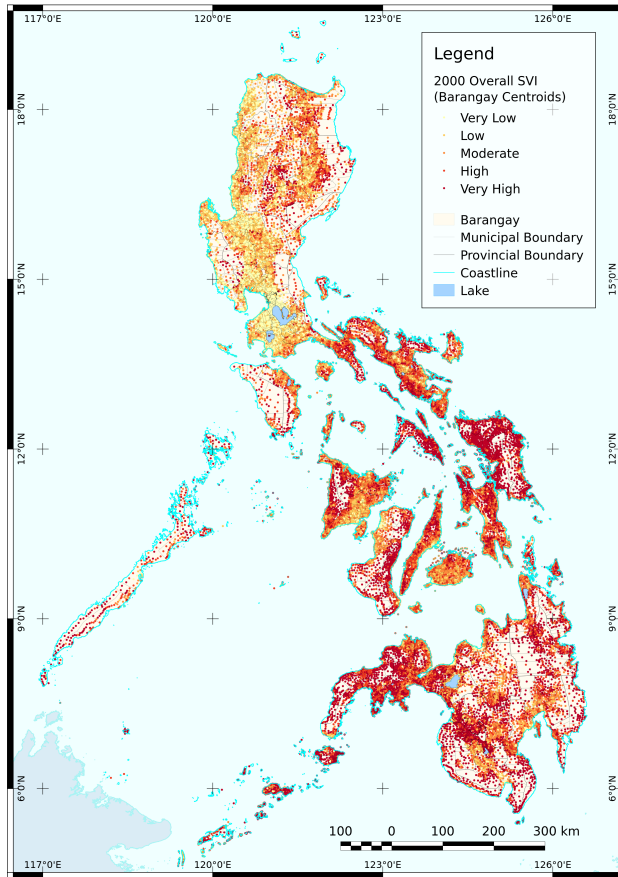 117°0'E 120°0'E 123°0'E 126°0'E
Legend
2000 Overall SVI
(Barangay Centroids)
Very Low
Low
Moderate
High
Very High
Barangay
Municipal Boundary
Provincial Boundary
Coastline
Lake
18°0'N 18°0'N
15°0'N 15°0'N
12°0'N 12°0'N
9°0'N 9°0'N
6°0'N 6°0'N
100 0 100 200 300 km
117°0'E 120°0'E 123°0'E 126°0'E